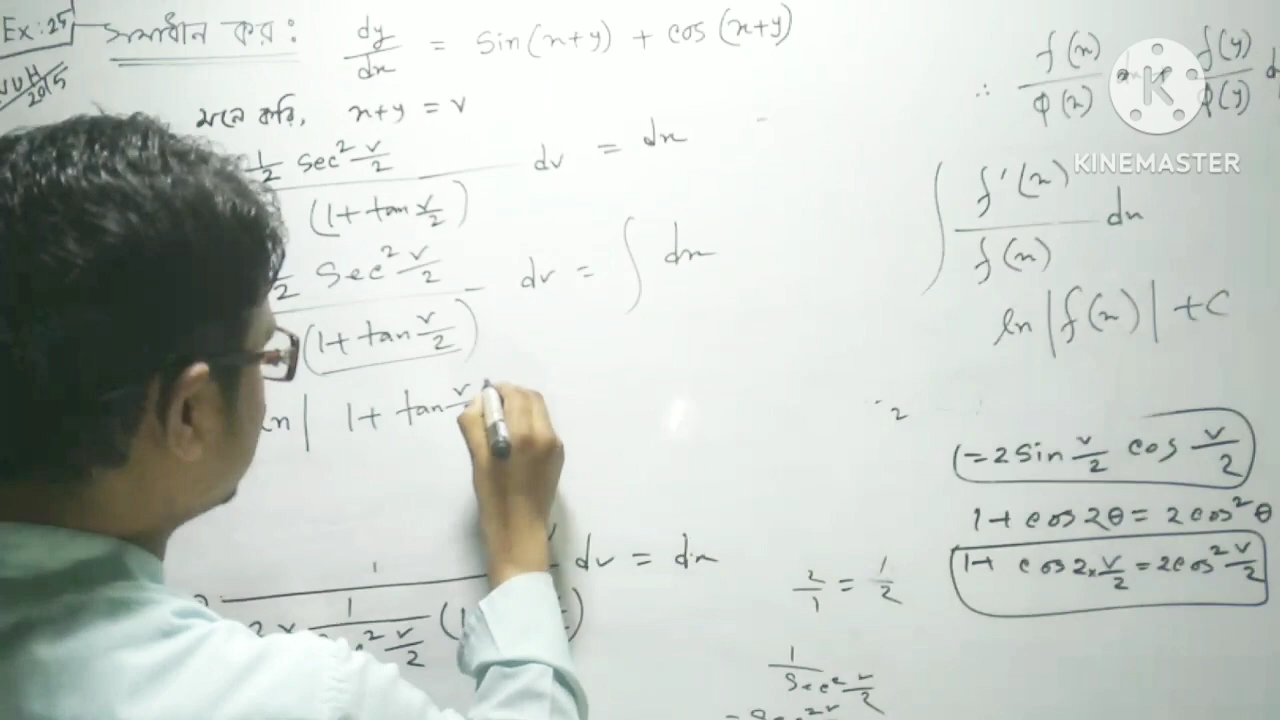 Ex:25 সমাধান কর: dy/dx = sin(x+y) + cos(x+y)
NUH 2015
মনে করি, x+y = v
1/2 sec² v/2 / (1+tan v/2) dv = dx
1/2 sec² v/2 / (1+tan v/2) dv = ∫ dx
ln | 1+ tan v
1 dv = dx
2 x 1
c² v/2
∴ f(x)/φ(x) f(y)/φ(y)
KINEMASTER
∫ f'(x)/f(x) dx
ln |f(x)| + c
2
(=2 sin v/2 cos v/2
1+ cos 2θ = 2cos² θ
1+ cos 2x v/2 = 2cos² v/2
2/1 = 1/2
1/sec² v/2